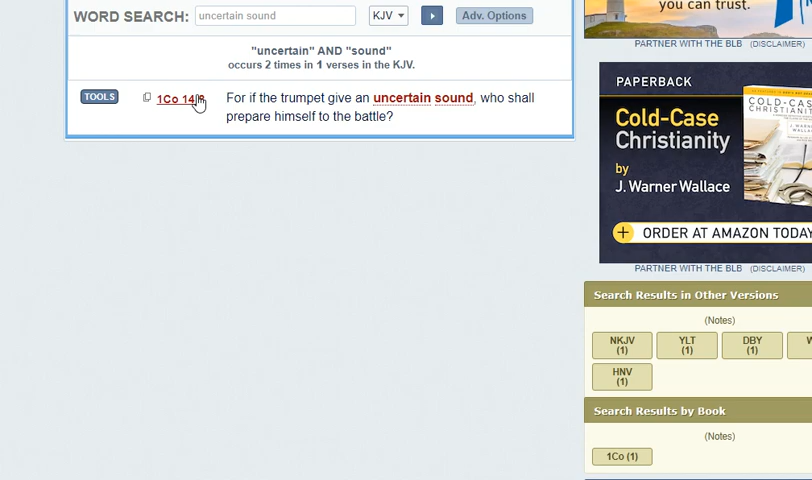 you can trust.
WORD SEARCH: uncertain sound KJV Adv. Options
PARTNER WITH THE BLB (DISCLAIMER)
"uncertain" AND "sound"
occurs 2 times in 1 verses in the KJV.
TOOLS 1Co 14:8 For if the trumpet give an uncertain sound, who shall
prepare himself to the battle?
PAPERBACK
Cold-Case
Christianity
by
J. Warner Wallace
COLD-CASE
CHRISTIANITY
+ ORDER AT AMAZON TODAY
PARTNER WITH THE BLB (DISCLAIMER)
Search Results in Other Versions
(Notes)
NKJV
(1)
YLT
(1)
DBY
(1)
HNV
(1)
Search Results by Book
(Notes)
1Co (1)